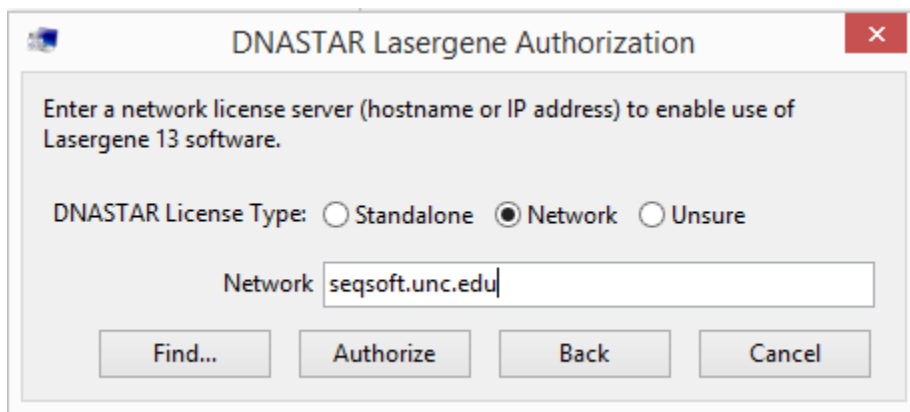 DNASTAR Lasergene Authorization
Enter a network license server (hostname or IP address) to enable use of
Lasergene 13 software.
DNASTAR License Type: Standalone Network Unsure
Network seqsoft.unc.edu
Find... Authorize Back Cancel